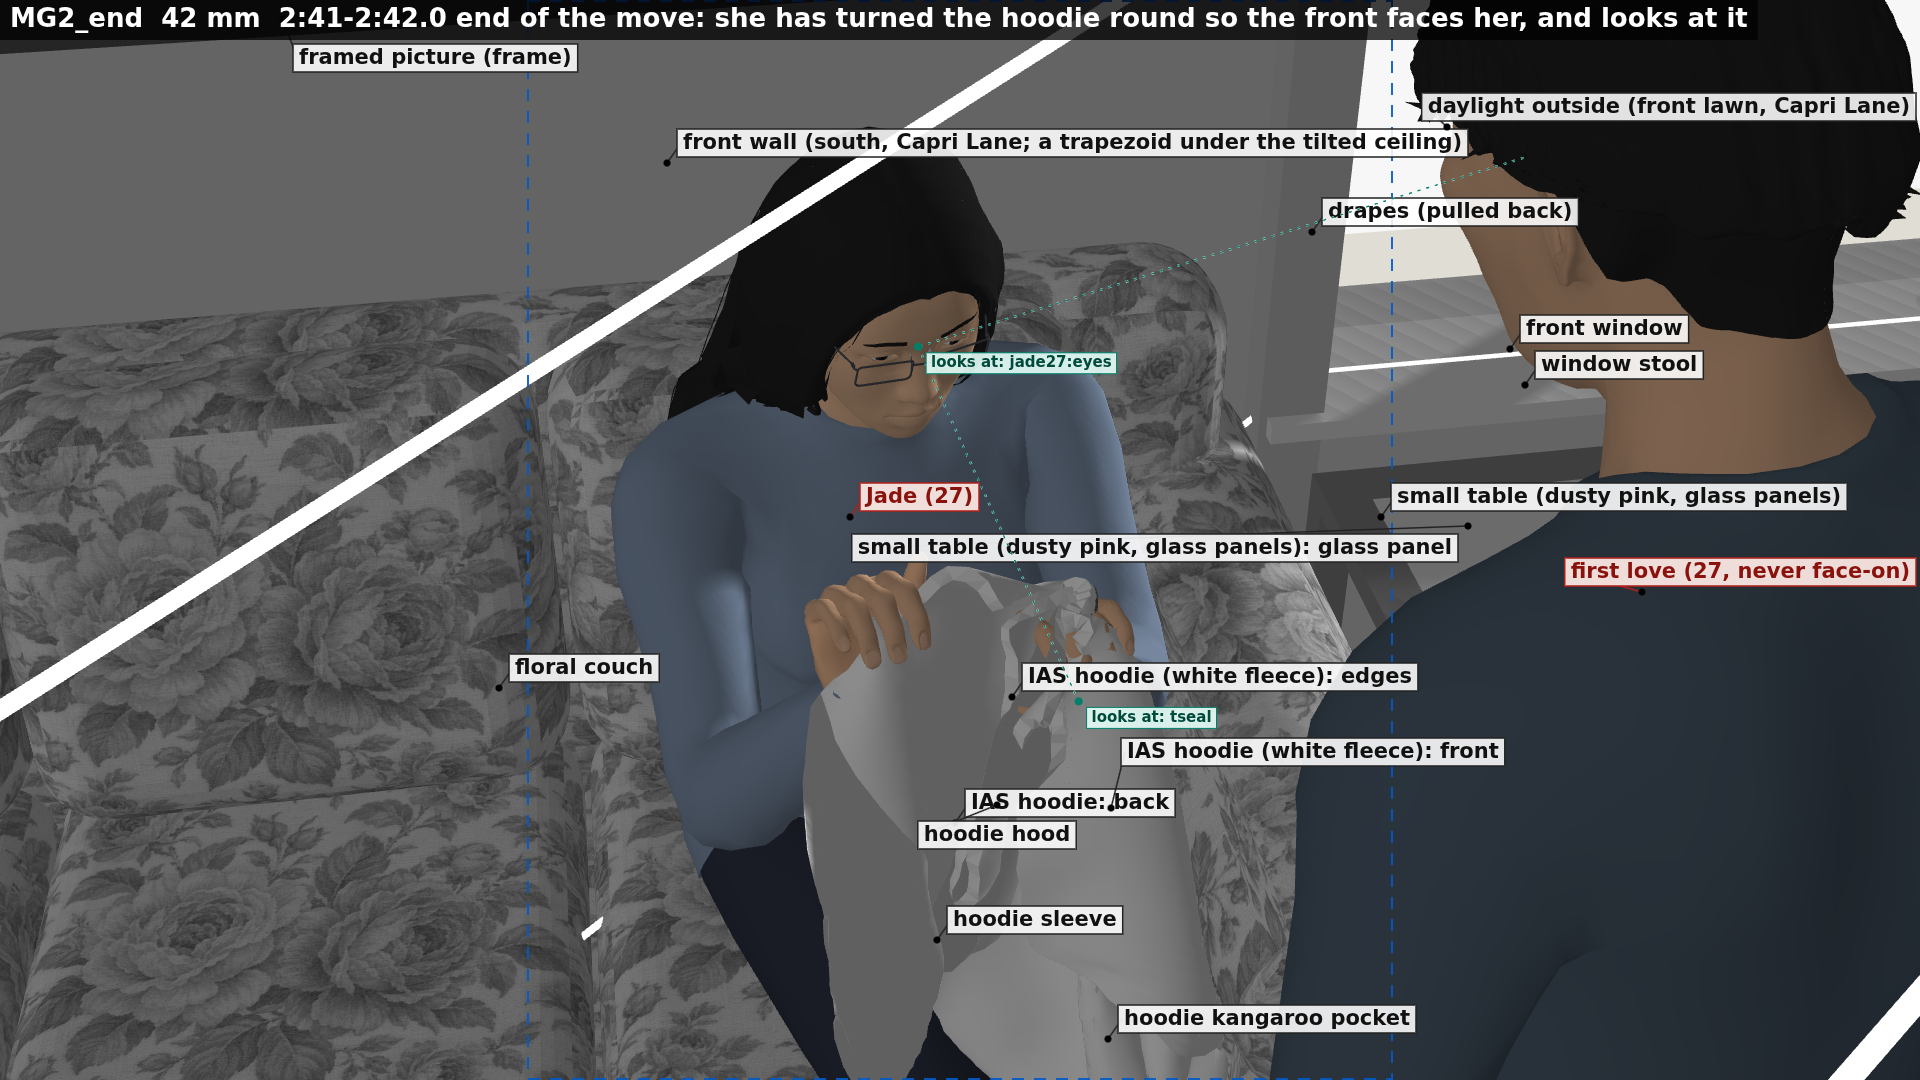 MG2_end  42 mm  2:41-2:42.0 end of the move: she has turned the hoodie round so the front faces her, and looks at it
framed picture (frame)
daylight outside (front lawn, Capri Lane)
front wall (south, Capri Lane; a trapezoid under the tilted ceiling)
drapes (pulled back)
front window
looks at: jade27:eyes
window stool
Jade (27)
small table (dusty pink, glass panels)
small table (dusty pink, glass panels): glass panel
first love (27, never face-on)
floral couch
IAS hoodie (white fleece): edges
looks at: tseal
IAS hoodie (white fleece): front
IAS hoodie: back
hoodie hood
hoodie sleeve
hoodie kangaroo pocket